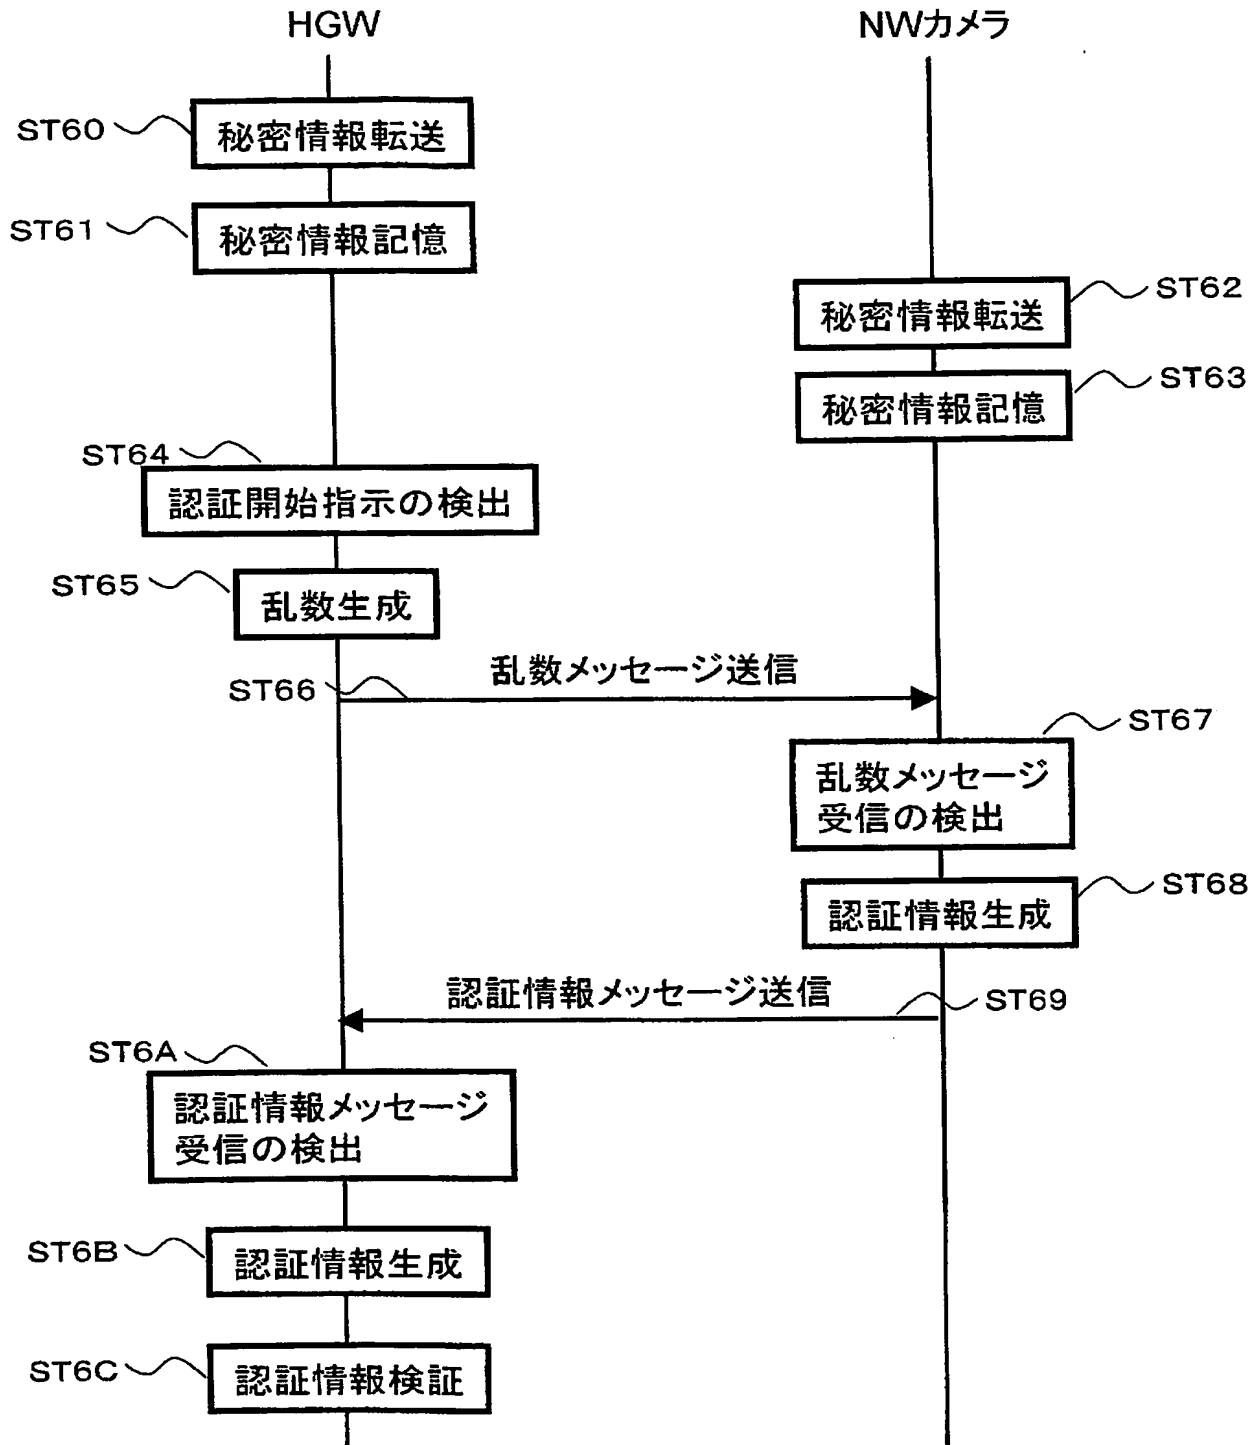 HGW
NWカメラ
ST60
秘密情報転送
ST61
秘密情報記憶
ST62
秘密情報転送
ST63
秘密情報記憶
ST64
認証開始指示の検出
ST65
乱数生成
乱数メッセージ送信
ST66
ST67
乱数メッセージ
受信の検出
ST68
認証情報生成
認証情報メッセージ送信
ST69
ST6A
認証情報メッセージ
受信の検出
ST6B
認証情報生成
ST6C
認証情報検証